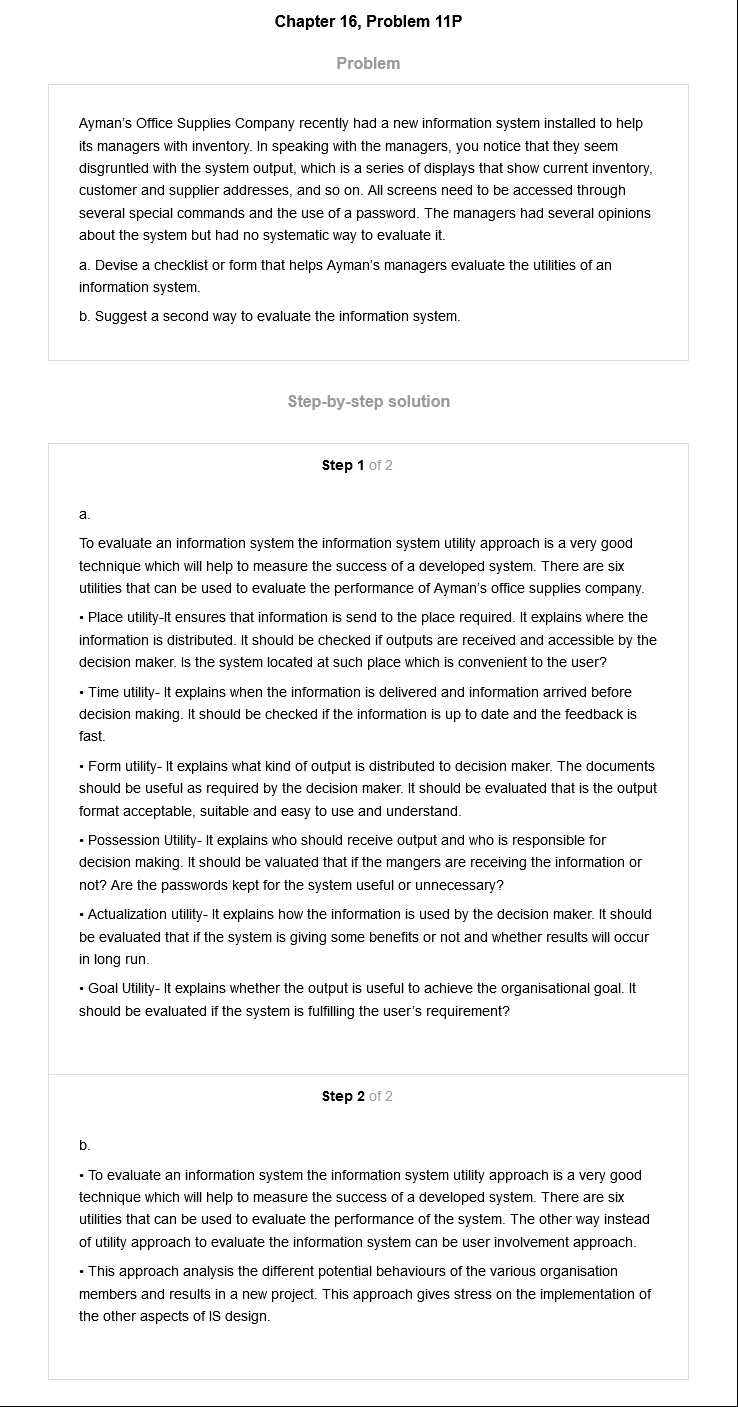 Chapter 16, Problem 11P
Problem
Ayman's Office Supplies Company recently had a new information system installed to help
its managers with inventory. In speaking with the managers, you notice that they seem
disgruntled with the system output, which is a series of displays that show current inventory,
customer and supplier addresses, and so on. All screens need to be accessed through
several special commands and the use of a password. The managers had several opinions
about the system but had no systematic way to evaluate it.
a. Devise a checklist or form that helps Ayman's managers evaluate the utilities of an
information system.
b. Suggest a second way to evaluate the information system.
Step-by-step solution
Step 1 of 2
a.
To evaluate an information system the information system utility approach is a very good
technique which will help to measure the success of a developed system. There are six
utilities that can be used to evaluate the performance of Ayman's office supplies company.
• Place utility-It ensures that information is send to the place required. It explains where the
information is distributed. It should be checked if outputs are received and accessible by the
decision maker. Is the system located at such place which is convenient to the user?
• Time utility- It explains when the information is delivered and information arrived before
decision making. It should be checked if the information is up to date and the feedback is
fast.
• Form utility- It explains what kind of output is distributed to decision maker. The documents
should be useful as required by the decision maker. It should be evaluated that is the output
format acceptable, suitable and easy to use and understand.
• Possession Utility- It explains who should receive output and who is responsible for
decision making. It should be valuated that if the mangers are receiving the information or
not? Are the passwords kept for the system useful or unnecessary?
• Actualization utility- It explains how the information is used by the decision maker. It should
be evaluated that if the system is giving some benefits or not and whether results will occur
in long run.
• Goal Utility- It explains whether the output is useful to achieve the organisational goal. It
should be evaluated if the system is fulfilling the user's requirement?
Step 2 of 2
b.
• To evaluate an information system the information system utility approach is a very good
technique which will help to measure the success of a developed system. There are six
utilities that can be used to evaluate the performance of the system. The other way instead
of utility approach to evaluate the information system can be user involvement approach.
• This approach analysis the different potential behaviours of the various organisation
members and results in a new project. This approach gives stress on the implementation of
the other aspects of IS design.